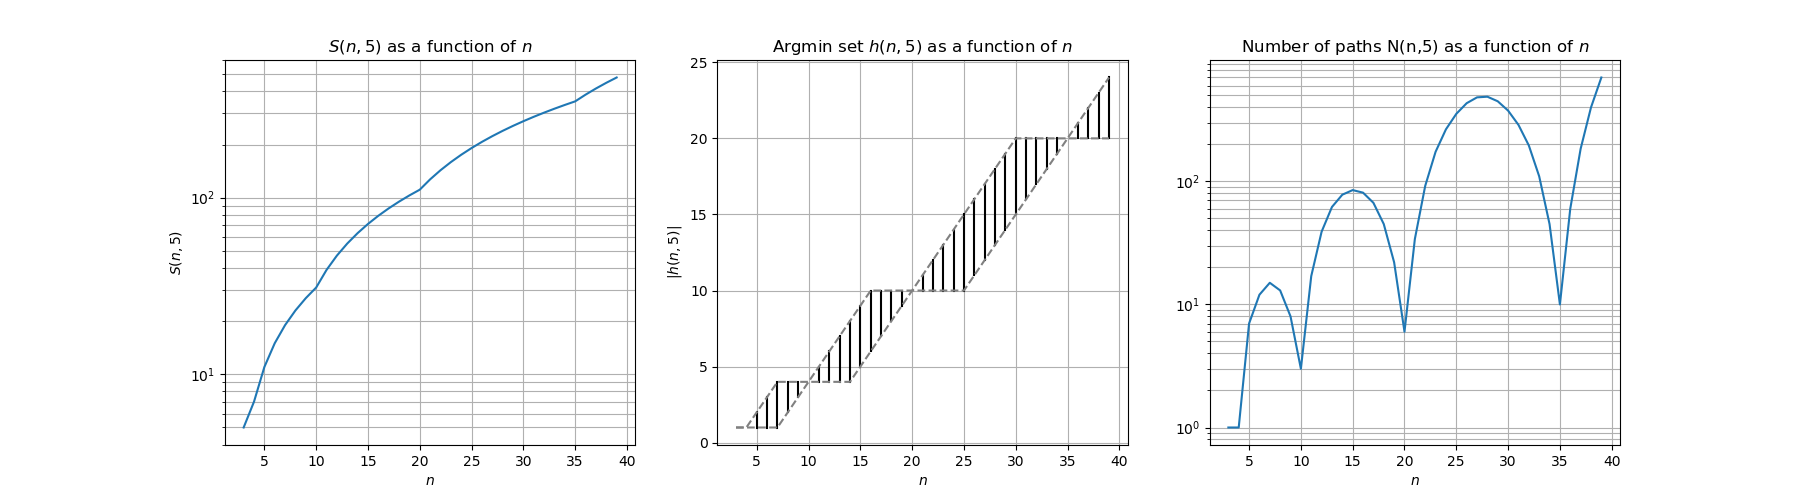 S(n, 5) as a function of n
S(n, 5)
10²
10¹
5 10 15 20 25 30 35 40
n
Argmin set h(n, 5) as a function of n
|h(n, 5)|
25
20
15
10
5
0
5 10 15 20 25 30 35 40
n
Number of paths N(n,5) as a function of n
10²
10¹
10⁰
5 10 15 20 25 30 35 40
n